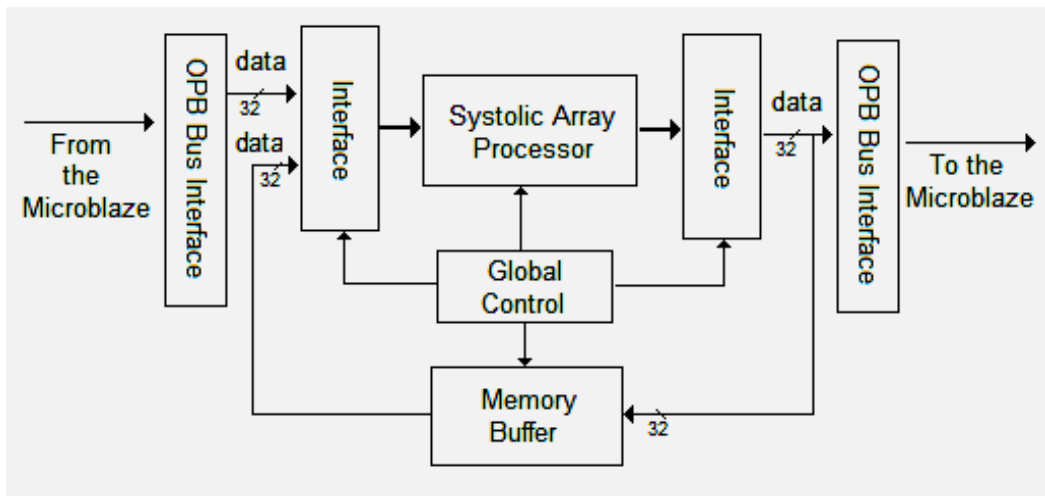 From
the
Microblaze
OPB Bus Interface
data
32
data
32
Interface
Systolic Array
Processor
Interface
data
32
OPB Bus Interface
To the
Microblaze
Global
Control
Memory
Buffer
32